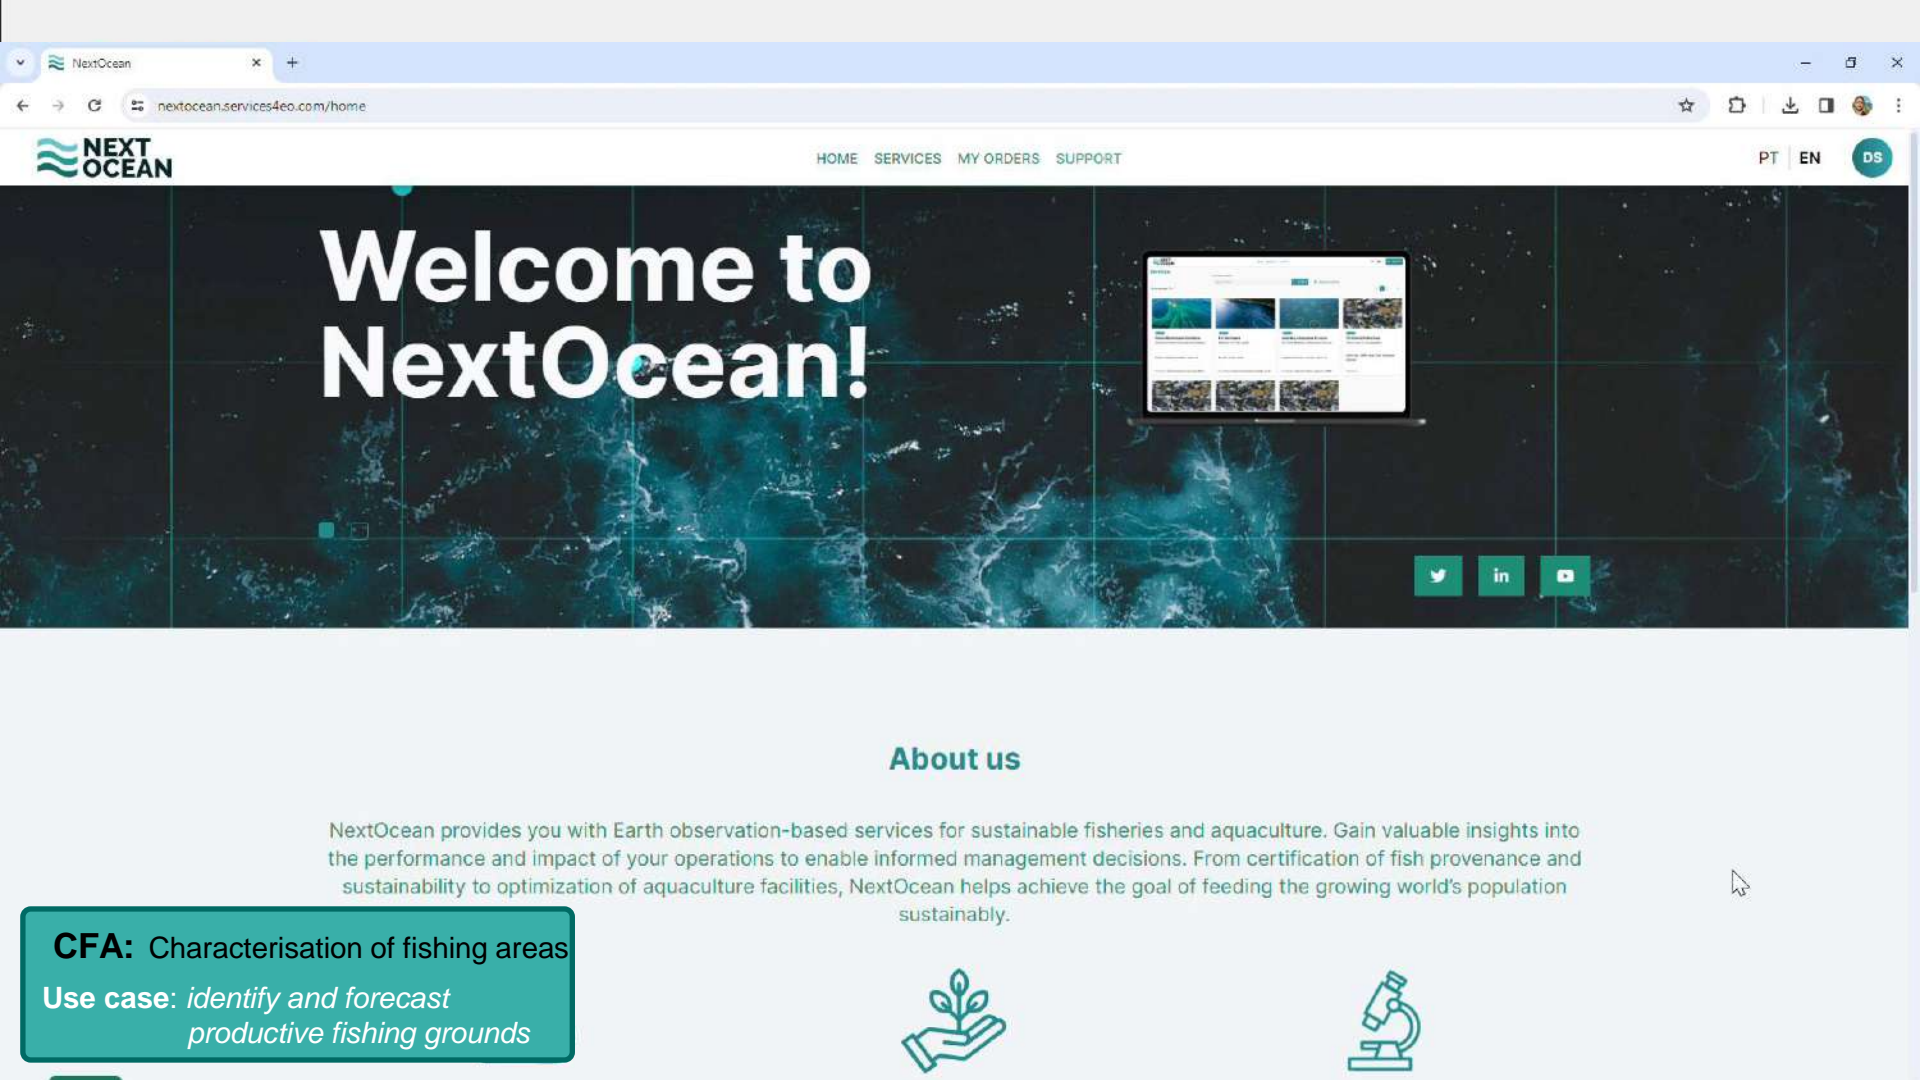 NextOcean
nextocean.services4eo.com/home
NEXT
OCEAN
HOME SERVICES MY ORDERS SUPPORT
PT EN
DS
Welcome to
NextOcean!
in
About us
NextOcean provides you with Earth observation-based services for sustainable fisheries and aquaculture. Gain valuable insights into
the performance and impact of your operations to enable informed management decisions. From certification of fish provenance and
sustainability to optimization of aquaculture facilities, NextOcean helps achieve the goal of feeding the growing world's population
sustainably.
CFA: Characterisation of fishing areas
Use case: identify and forecast
productive fishing grounds